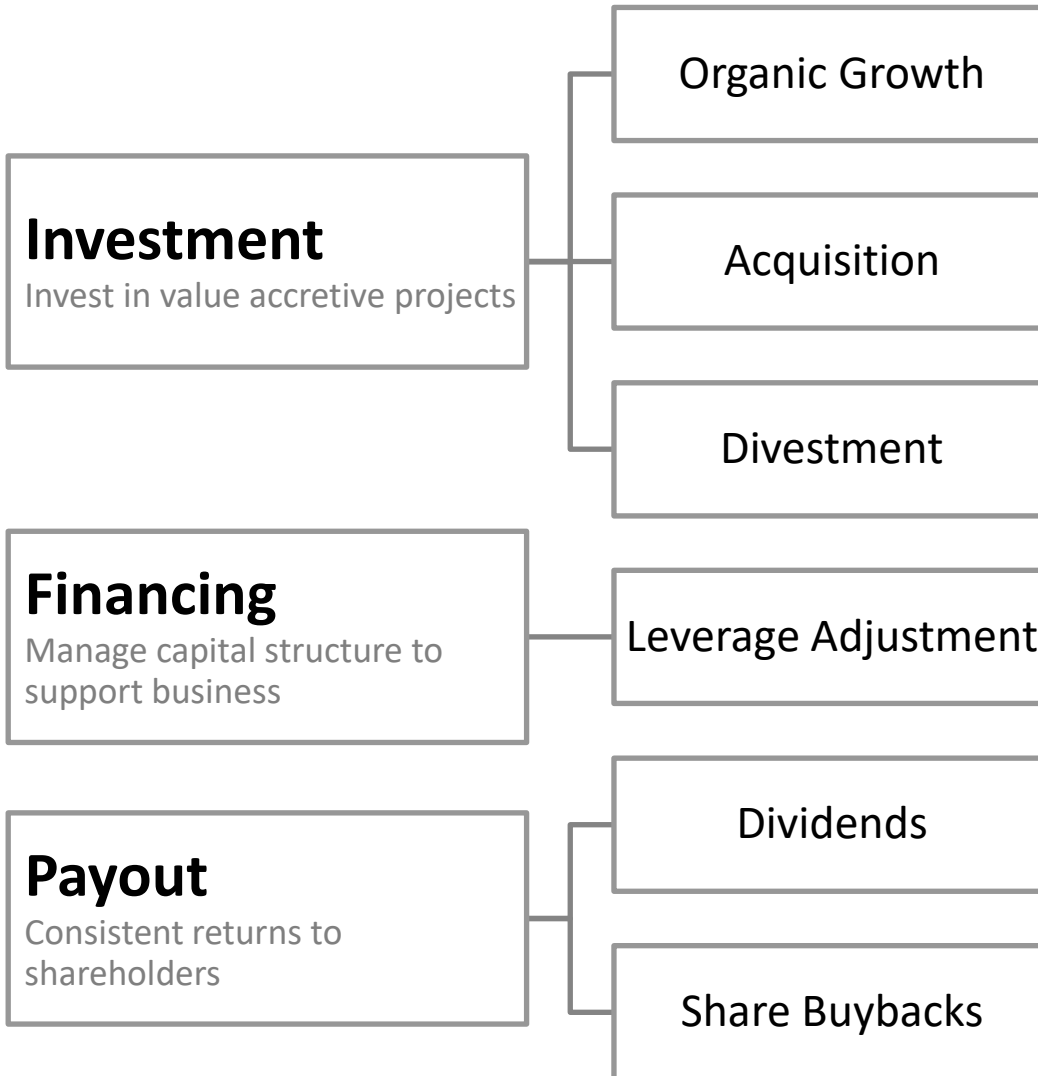 Organic Growth
Investment
Invest in value accretive projects
Acquisition
Divestment
Financing
Manage capital structure to
support business
Leverage Adjustment
Payout
Consistent returns to
shareholders
Dividends
Share Buybacks